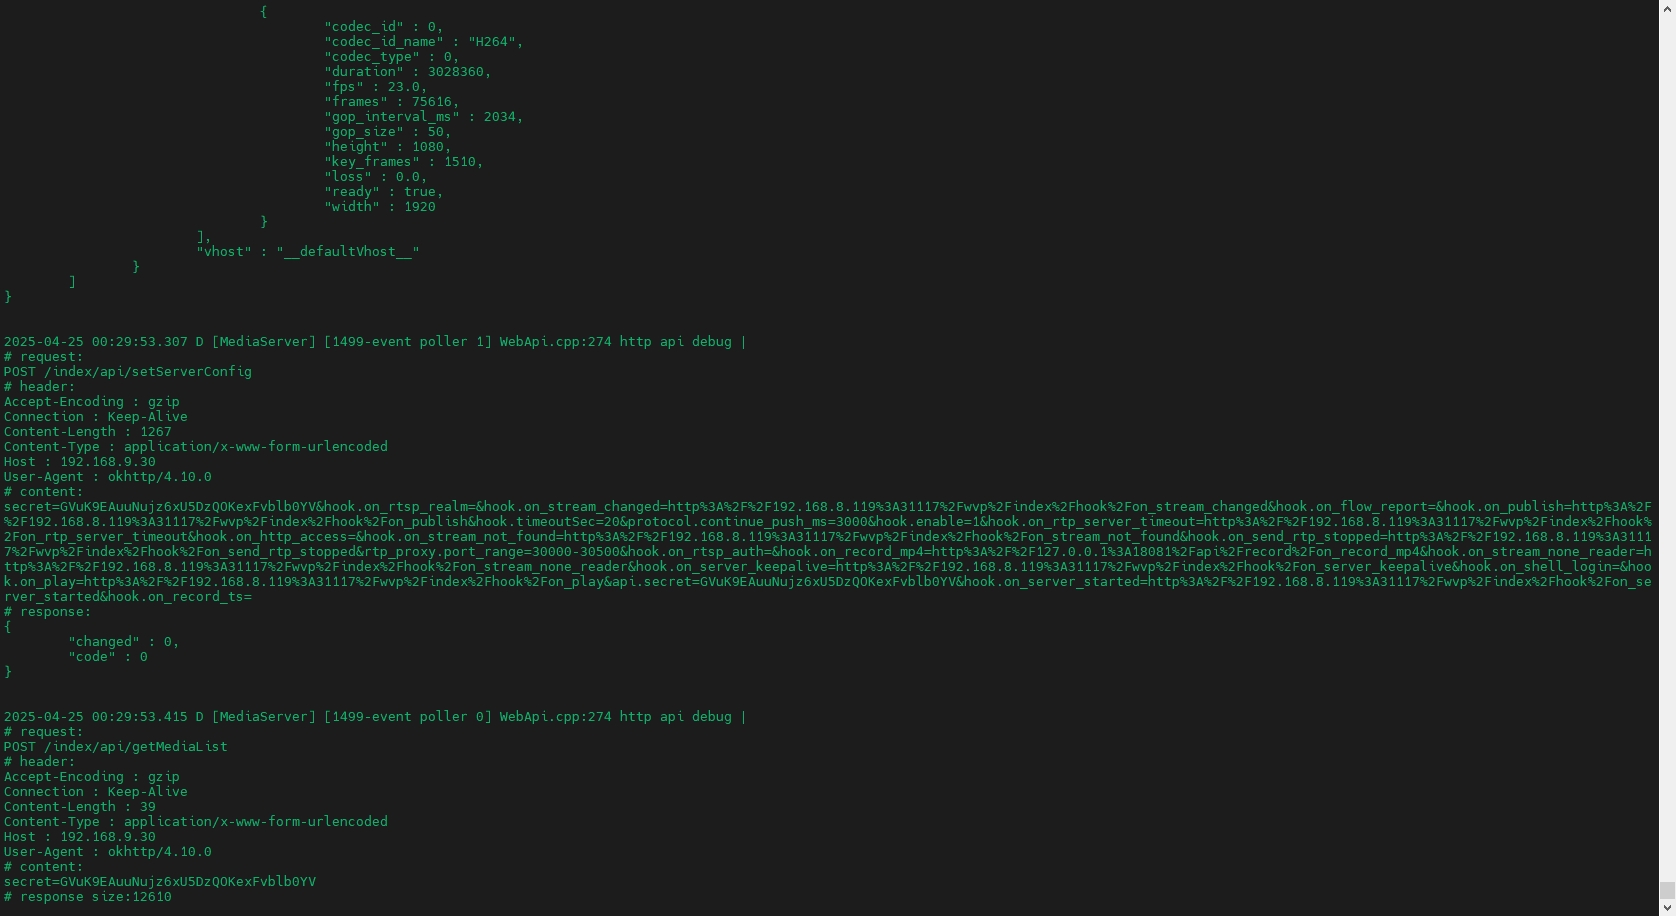 {
"codec_id" : 0,
"codec_id_name" : "H264",
"codec_type" : 0,
"duration" : 3028360,
"fps" : 23.0,
"frames" : 75616,
"gop_interval_ms" : 2034,
"gop_size" : 50,
"height" : 1080,
"key_frames" : 1510,
"loss" : 0.0,
"ready" : true,
"width" : 1920
}
],
"vhost" : "__defaultVhost__"
}
]
}
2025-04-25 00:29:53.307 D [MediaServer] [1499-event poller 1] WebApi.cpp:274 http api debug |
# request:
POST /index/api/setServerConfig
# header:
Accept-Encoding : gzip
Connection : Keep-Alive
Content-Length : 1267
Content-Type : application/x-www-form-urlencoded
Host : 192.168.9.30
User-Agent : okhttp/4.10.0
# content:
secret=GVuK9EAuuNujz6xU5DzQOKexFvblb0YV&hook.on_rtsp_realm=&hook.on_stream_changed=http%3A%2F%2F192.168.8.119%3A31117%2Fwvp%2Findex%2Fhook%2Fon_stream_changed&hook.on_flow_report=&hook.on_publish=http%3A%2F
%2F192.168.8.119%3A31117%2Fwvp%2Findex%2Fhook%2Fon_publish&hook.timeoutSec=20&protocol.continue_push_ms=3000&hook.enable=1&hook.on_rtp_server_timeout=http%3A%2F%2F192.168.8.119%3A31117%2Fwvp%2Findex%2Fhook%
2Fon_rtp_server_timeout&hook.on_http_access=&hook.on_stream_not_found=http%3A%2F%2F192.168.8.119%3A31117%2Fwvp%2Findex%2Fhook%2Fon_stream_not_found&hook.on_send_rtp_stopped=http%3A%2F%2F192.168.8.119%3A3111
7%2Fwvp%2Findex%2Fhook%2Fon_send_rtp_stopped&rtp_proxy.port_range=30000-30500&hook.on_rtsp_auth=&hook.on_record_mp4=http%3A%2F%2F127.0.0.1%3A18081%2Fapi%2Frecord%2Fon_record_mp4&hook.on_stream_none_reader=h
ttp%3A%2F%2F192.168.8.119%3A31117%2Fwvp%2Findex%2Fhook%2Fon_stream_none_reader&hook.on_server_keepalive=http%3A%2F%2F192.168.8.119%3A31117%2Fwvp%2Findex%2Fhook%2Fon_server_keepalive&hook.on_shell_login=&hoo
k.on_play=http%3A%2F%2F192.168.8.119%3A31117%2Fwvp%2Findex%2Fhook%2Fon_play&api.secret=GVuK9EAuuNujz6xU5DzQOKexFvblb0YV&hook.on_server_started=http%3A%2F%2F192.168.8.119%3A31117%2Fwvp%2Findex%2Fhook%2Fon_se
rver_started&hook.on_record_ts=
# response:
{
"changed" : 0,
"code" : 0
}
2025-04-25 00:29:53.415 D [MediaServer] [1499-event poller 0] WebApi.cpp:274 http api debug |
# request:
POST /index/api/getMediaList
# header:
Accept-Encoding : gzip
Connection : Keep-Alive
Content-Length : 39
Content-Type : application/x-www-form-urlencoded
Host : 192.168.9.30
User-Agent : okhttp/4.10.0
# content:
secret=GVuK9EAuuNujz6xU5DzQOKexFvblb0YV
# response size:12610